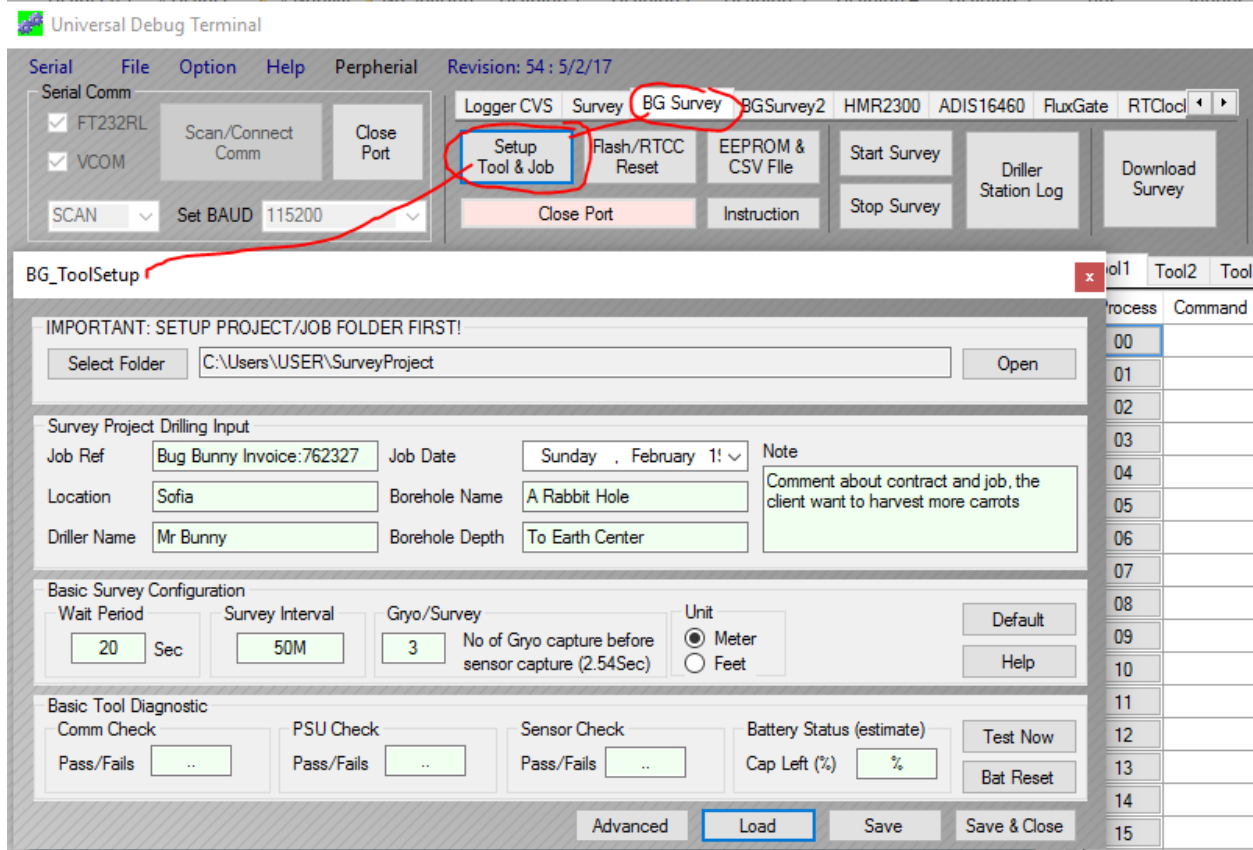 Universal Debug Terminal
Serial File Option Help Perpherial Revision: 54 : 5/2/17
Serial Comm
FT232RL
VCOM
Scan/Connect
Comm
Close
Port
SCAN Set BAUD 115200
Logger CVS Survey BG Survey BGSurvey2 HMR2300 ADIS16460 FluxGate RTClock
Setup
Tool & Job
Flash/RTCC
Reset
EEPROM &
CSV FIle
Start Survey
Stop Survey
Driller
Station Log
Download
Survey
Close Port
Instruction
BG_ToolSetup
x
Tool2
Command
IMPORTANT: SETUP PROJECT/JOB FOLDER FIRST!
Select Folder C:\Users\USER\SurveyProject Open
Survey Project Drilling Input
Job Ref Bug Bunny Invoice:762327 Job Date Sunday , February
Location Sofia Borehole Name A Rabbit Hole
Driller Name Mr Bunny Borehole Depth To Earth Center
Note
Comment about contract and job, the
client want to harvest more carrots
Basic Survey Configuration
Wait Period
20 Sec
Survey Interval
50M
Gryo/Survey
3 No of Gryo capture before
sensor capture (2.54Sec)
Unit
Meter
Feet
Default
Help
Basic Tool Diagnostic
Comm Check
Pass/Fails ..
PSU Check
Pass/Fails ..
Sensor Check
Pass/Fails ..
Battery Status (estimate)
Cap Left (%) %
Test Now
Bat Reset
Advanced Load Save Save & Close
00
01
02
03
04
05
06
07
08
09
10
11
12
13
14
15